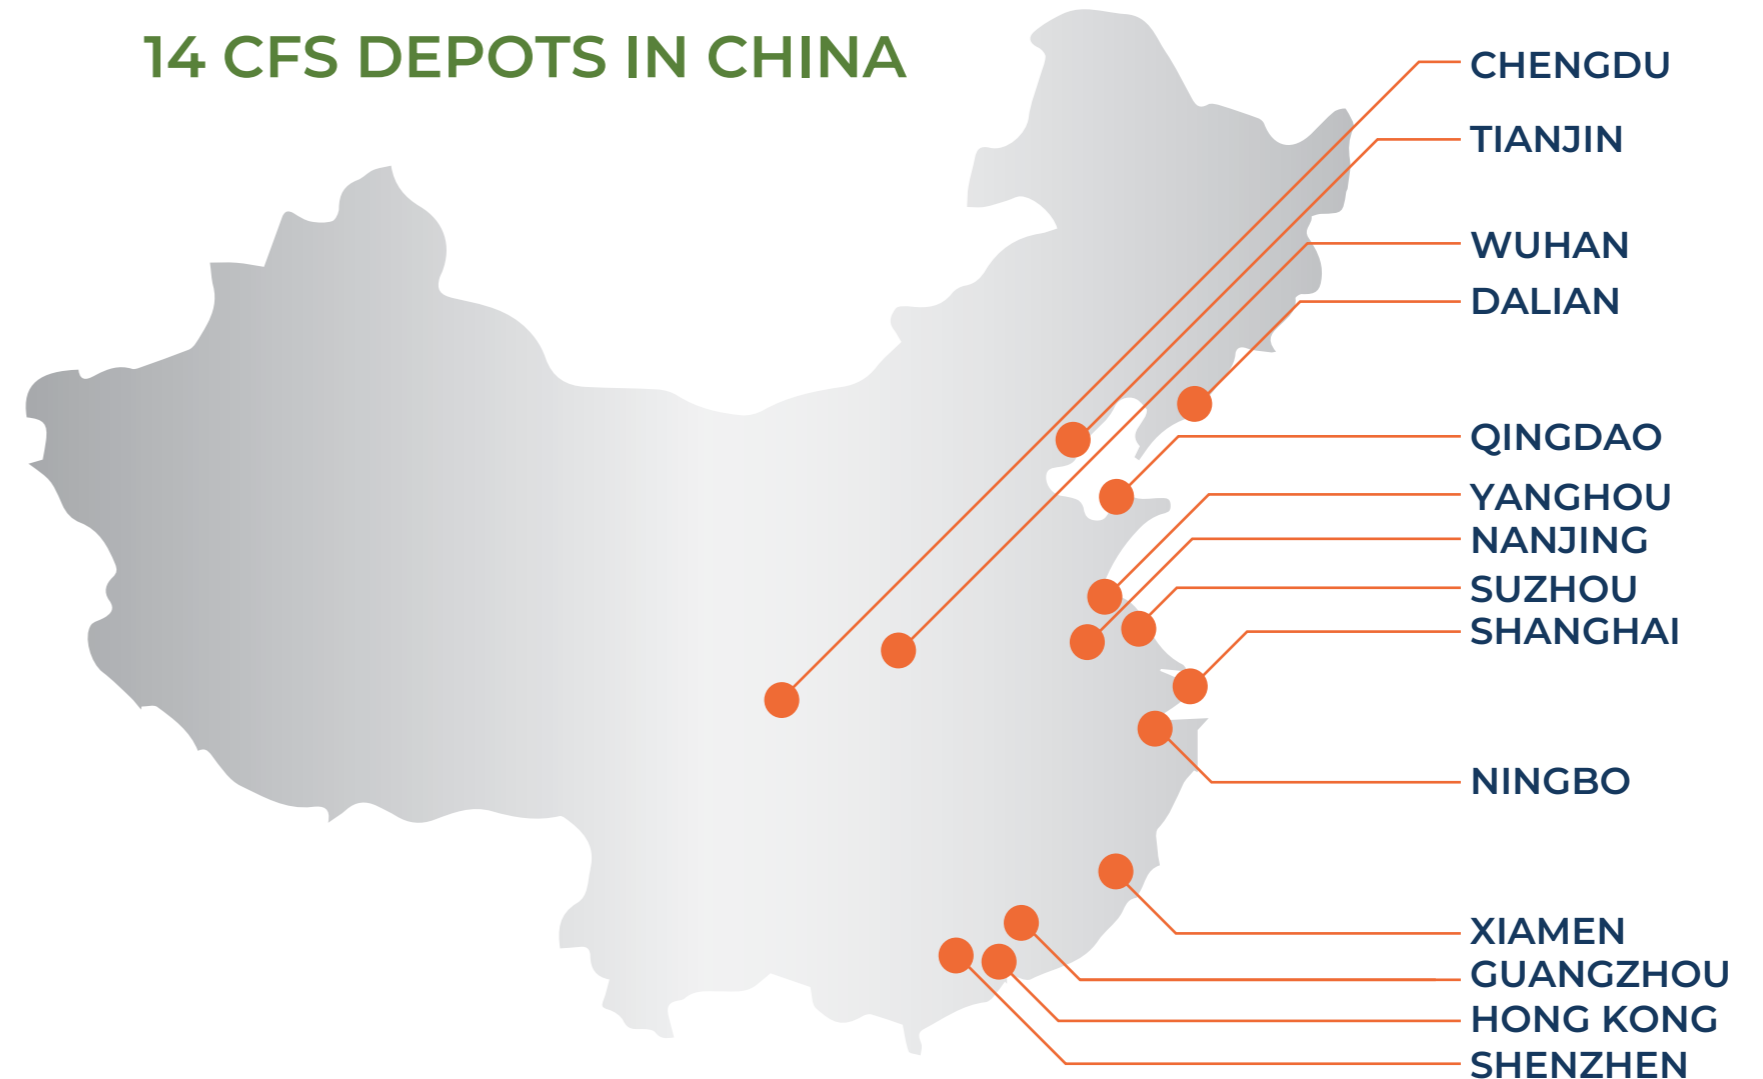 14 CFS DEPOTS IN CHINA
CHENGDU
TIANJIN
WUHAN
DALIAN
QINGDAO
YANGHOU
NANJING
SUZHOU
SHANGHAI
NINGBO
XIAMEN
GUANGZHOU
HONG KONG
SHENZHEN